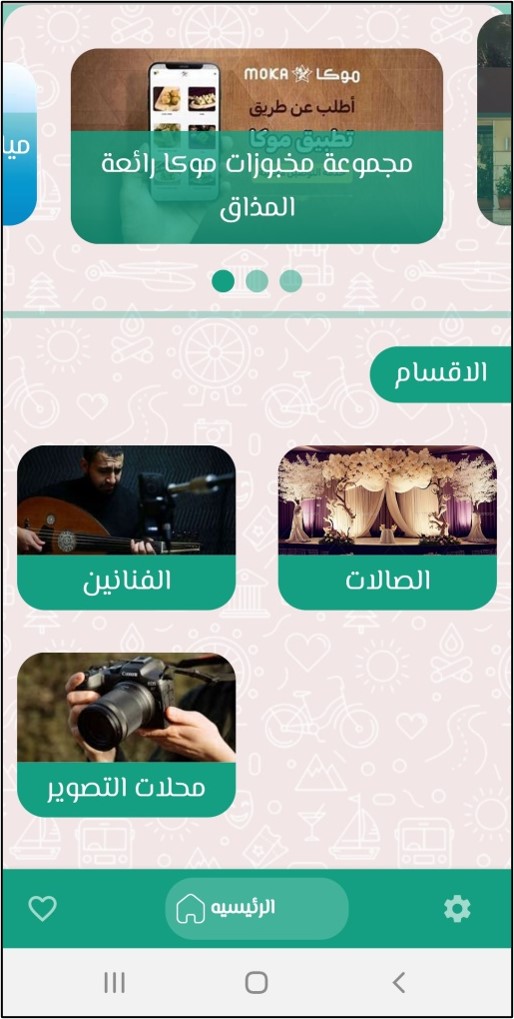 MOKA موكا
أطلب عن طريق
تطبيق موكا
مجموعة مخبوزات موكا رائعة
المذاق
ميا
الاقسام
الصالات
الفنانين
Canon
محلات التصوير
الرئيسيه